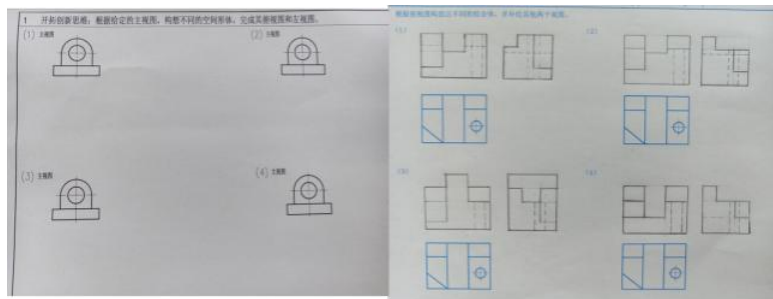 1 开拓创新思维：根据给定的主视图，构想不同的空间形体，完成其俯视图和左视图。
(1) 主视图
(2) 主视图
(3) 主视图
(4) 主视图
(1)
(2)
(3)
(4)